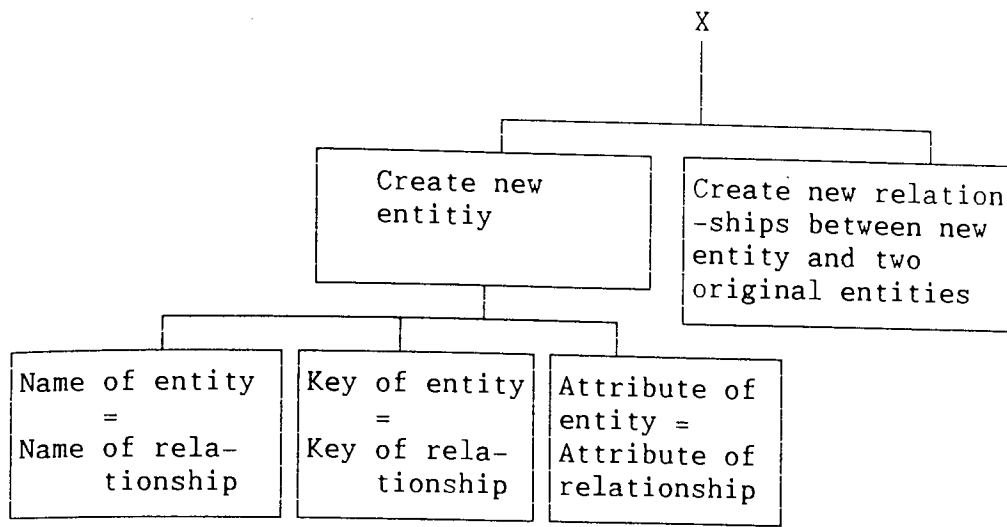 X
Create new
entitiy
Create new relation
-ships between new
entity and two
original entities
Name of entity
=
Name of rela-
tionship
Key of entity
=
Key of rela-
tionship
Attribute of
entity =
Attribute of
relationship